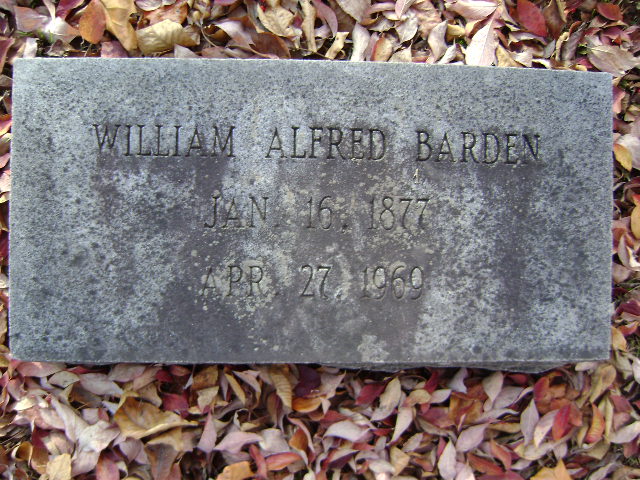 WILLIAM ALFRED BARDEN
JAN. 16, 1877
APR. 27, 1969